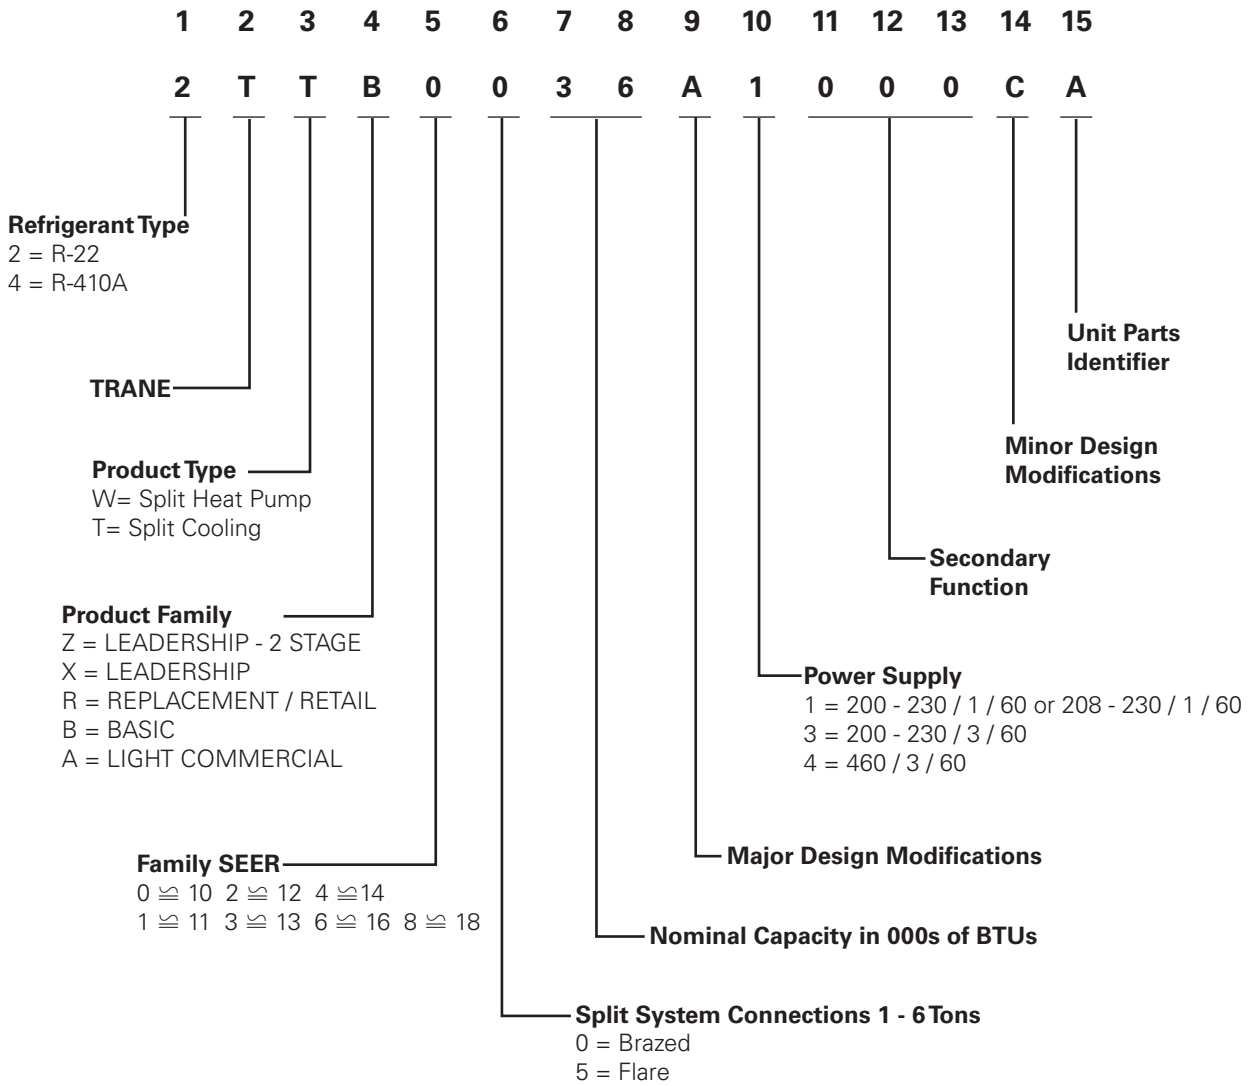 1 2 3 4 5 6 7 8 9 10 11 12 13 14 15
2 T T B 0 0 3 6 A 1 0 0 0 C A
Refrigerant Type
2 = R-22
4 = R-410A
Unit Parts
Identifier
TRANE
Minor Design
Modifications
Product Type
W= Split Heat Pump
T= Split Cooling
Secondary
Function
Product Family
Z = LEADERSHIP - 2 STAGE
X = LEADERSHIP
R = REPLACEMENT / RETAIL
B = BASIC
A = LIGHT COMMERCIAL
Power Supply
1 = 200 - 230 / 1 / 60 or 208 - 230 / 1 / 60
3 = 200 - 230 / 3 / 60
4 = 460 / 3 / 60
Major Design Modifications
Family SEER
0 ≌ 10 2 ≌ 12 4 ≌14
1 ≌ 11 3 ≌ 13 6 ≌ 16 8 ≌ 18
Nominal Capacity in 000s of BTUs
Split System Connections 1 - 6 Tons
0 = Brazed
5 = Flare